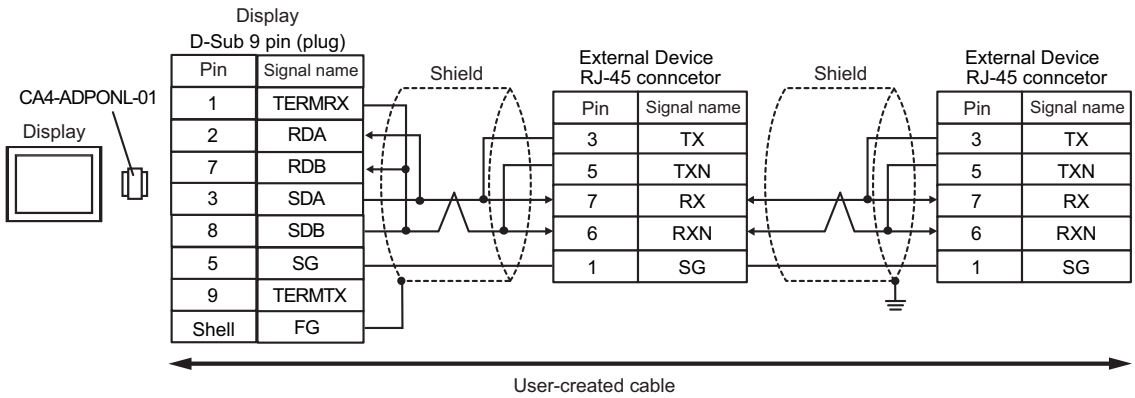 Display
D-Sub 9 pin (plug)
Pin Signal name
1 TERMRX
2 RDA
7 RDB
3 SDA
8 SDB
5 SG
9 TERMTX
Shell FG
CA4-ADPONL-01
Display
Shield
External Device
RJ-45 conncetor
Pin Signal name
3 TX
5 TXN
7 RX
6 RXN
1 SG
Shield
External Device
RJ-45 conncetor
Pin Signal name
3 TX
5 TXN
7 RX
6 RXN
1 SG
User-created cable